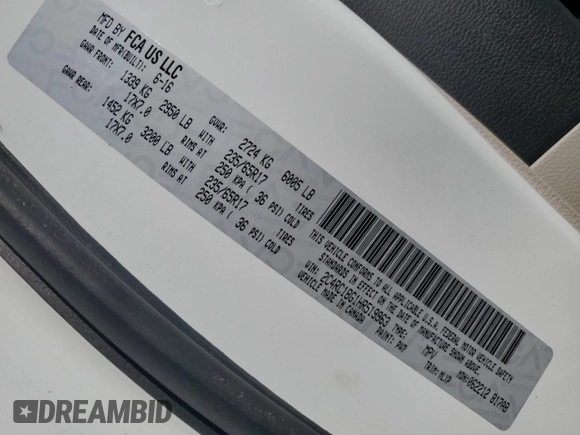 MFD BY FCA US LLC
DATE OF MFR(BUILT): 6-16
GVWR: 2724 KG 6005 LB
GAWR FRONT: 1339 KG 2950 LB WITH 235/65R17 TIRES
17X7.0 RIMS AT 250 KPA ( 36 PSI) COLD
GAWR REAR: 1452 KG 3200 LB WITH 235/65R17 TIRES
17X7.0 RIMS AT 250 KPA ( 36 PSI) COLD
THIS VEHICLE CONFORMS TO ALL APPLICABLE U.S.A. FEDERAL MOTOR VEHICLE SAFETY
STANDARDS IN EFFECT ON THE DATE OF MANUFACTURE SHOWN ABOVE.
VIN: TYPE: MPV
VEHICLE MADE IN CANADA PAINT: PW7 TRIM: MDH: 062212 817AB
DREAMBID